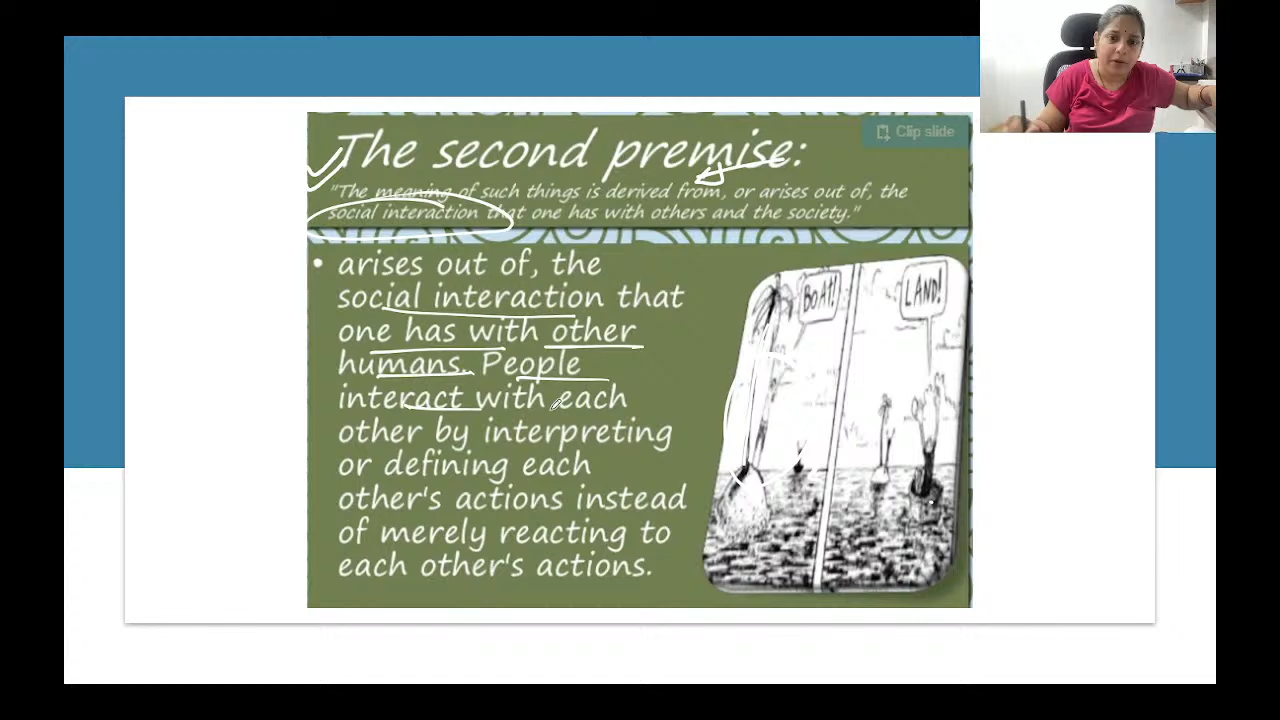 Clip slide
The second premise:
"The meaning of such things is derived from, or arises out of, the
social interaction that one has with others and the society."
• arises out of, the
social interaction that
one has with other
humans. People
interact with each
other by interpreting
or defining each
other's actions instead
of merely reacting to
each other's actions.
BOAT!
LAND!